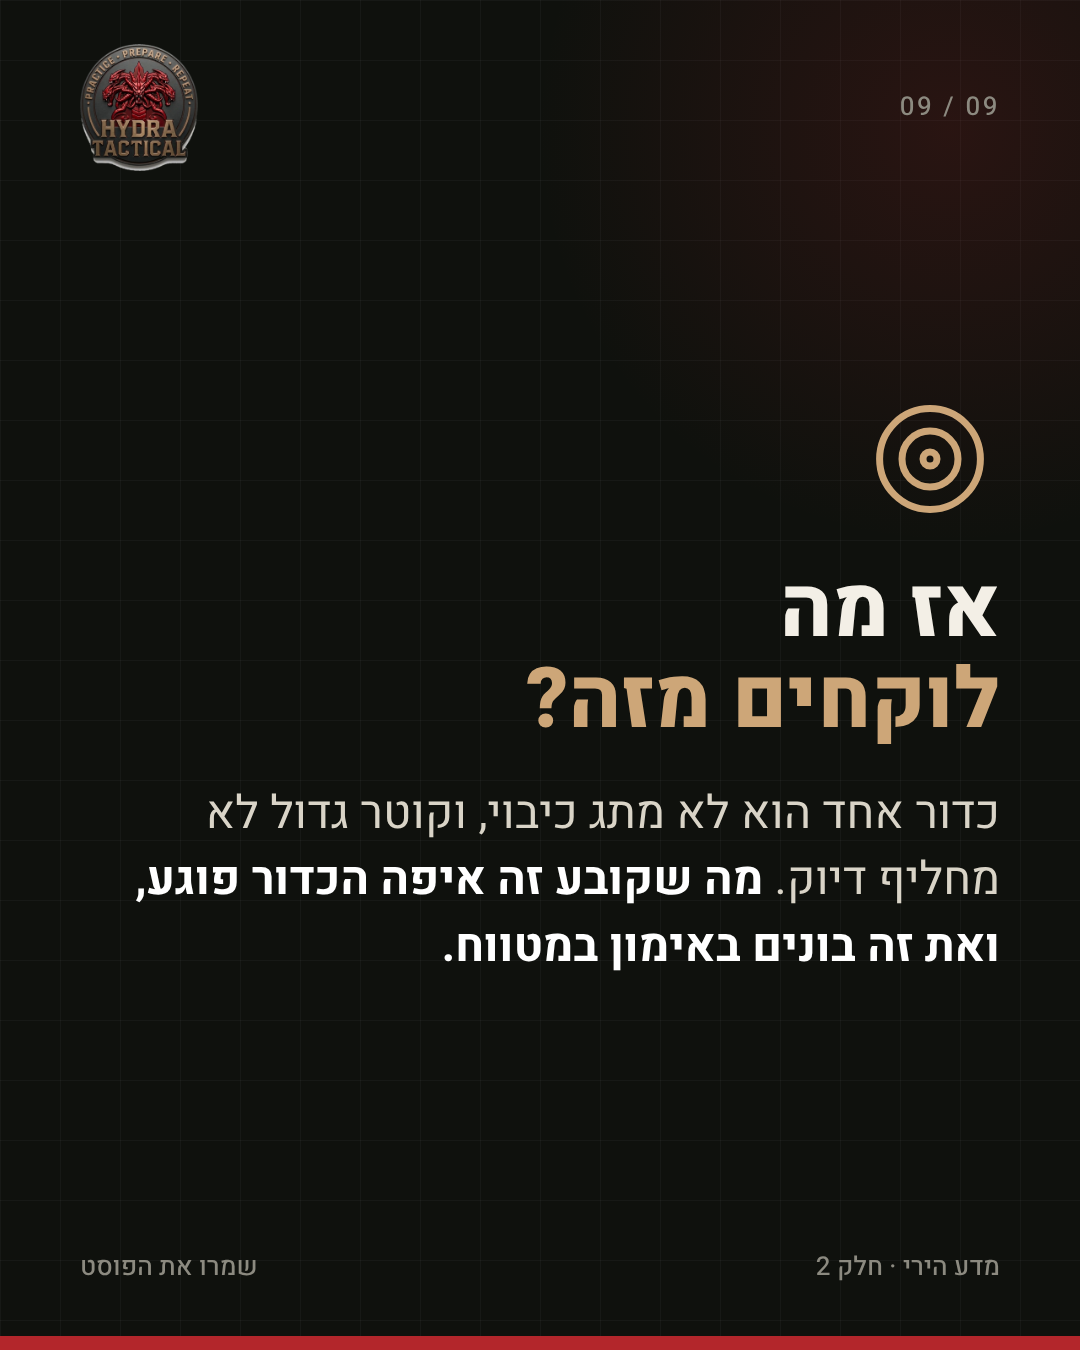 PRACTICE · PREPARE · REPEAT
HYDRA
TACTICAL
09 / 09
אז מה
לוקחים מזה?
כדור אחד הוא לא מתג כיבוי, וקוטר גדול לא
מחליף דיוק. מה שקובע זה איפה הכדור פוגע,
ואת זה בונים באימון במטווח.
מדע הירי · חלק 2
שמרו את הפוסט